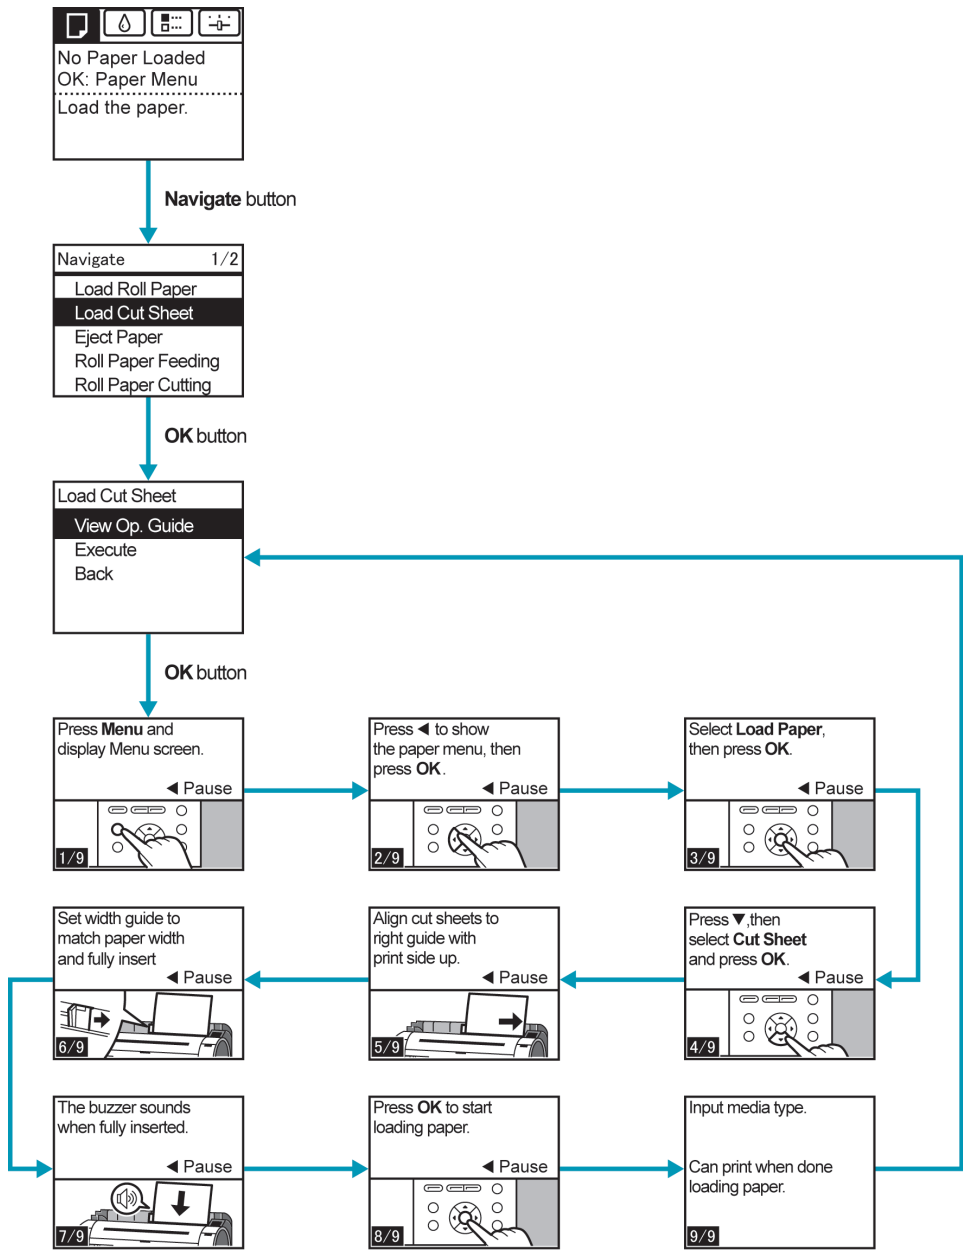 No Paper Loaded
OK: Paper Menu
Load the paper.
Navigate button
Navigate 1/2
Load Roll Paper
Load Cut Sheet
Eject Paper
Roll Paper Feeding
Roll Paper Cutting
OK button
Load Cut Sheet
View Op. Guide
Execute
Back
OK button
Press Menu and
display Menu screen.
◀ Pause
1/9
Press ◀ to show
the paper menu, then
press OK.
◀ Pause
2/9
Select Load Paper,
then press OK.
◀ Pause
3/9
Press ▼,then
select Cut Sheet
and press OK.
◀ Pause
4/9
Align cut sheets to
right guide with
print side up.
◀ Pause
5/9
Set width guide to
match paper width
and fully insert
◀ Pause
6/9
The buzzer sounds
when fully inserted.
◀ Pause
7/9
Press OK to start
loading paper.
◀ Pause
8/9
Input media type.
Can print when done
loading paper.
9/9